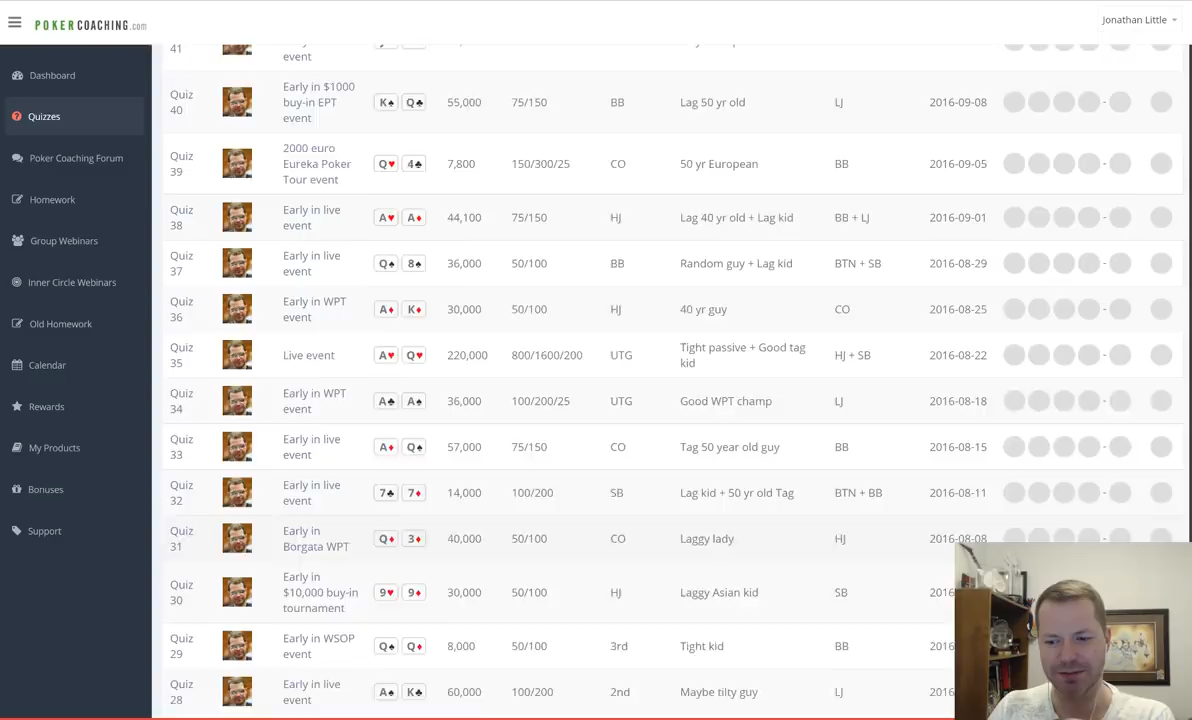 POKERCOACHING.com
Jonathan Little
Dashboard
Quizzes
Poker Coaching Forum
Homework
Group Webinars
Inner Circle Webinars
Old Homework
Calendar
Rewards
My Products
Bonuses
Support
41
event
Quiz 40 Early in $1000 buy-in EPT event K♠ Q♣ 55,000 75/150 BB Lag 50 yr old LJ 2016-09-08 -
Quiz 39 2000 euro Eureka Poker Tour event Q♥ 4♣ 7,800 150/300/25 CO 50 yr European BB 2016-09-05 -
Quiz 38 Early in live event A♥ A♦ 44,100 75/150 HJ Lag 40 yr old + Lag kid BB + LJ 2016-09-01 -
Quiz 37 Early in live event Q♠ 8♠ 36,000 50/100 BB Random guy + Lag kid BTN + SB 2016-08-29 -
Quiz 36 Early in WPT event A♦ K♦ 30,000 50/100 HJ 40 yr guy CO 2016-08-25 -
Quiz 35 Live event A♥ Q♥ 220,000 800/1600/200 UTG Tight passive + Good tag kid HJ + SB 2016-08-22 -
Quiz 34 Early in WPT event A♣ A♠ 36,000 100/200/25 UTG Good WPT champ LJ 2016-08-18 -
Quiz 33 Early in live event A♦ Q♠ 57,000 75/150 CO Tag 50 year old guy BB 2016-08-15 -
Quiz 32 Early in live event 7♣ 7♦ 14,000 100/200 SB Lag kid + 50 yr old Tag BTN + BB 2016-08-11 -
Quiz 31 Early in Borgata WPT Q♦ 3♦ 40,000 50/100 CO Laggy lady HJ 2016-08-08 -
Quiz 30 Early in $10,000 buy-in tournament 9♥ 9♦ 30,000 50/100 HJ Laggy Asian kid SB 2016
Quiz 29 Early in WSOP event Q♠ Q♦ 8,000 50/100 3rd Tight kid BB 2016
Quiz 28 Early in live event A♠ K♣ 60,000 100/200 2nd Maybe tilty guy LJ 2016